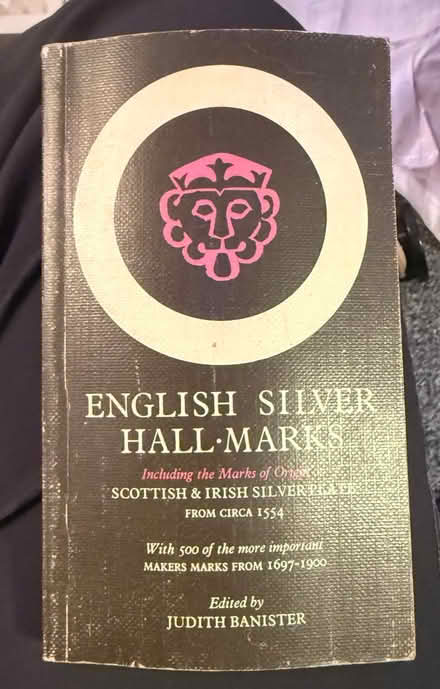 ENGLISH SILVER
HALL·MARKS
Including the Marks of Origin
SCOTTISH & IRISH SILVER PLATE
FROM CIRCA 1554
With 500 of the more important
MAKERS MARKS FROM 1697-1900
Edited by
JUDITH BANISTER